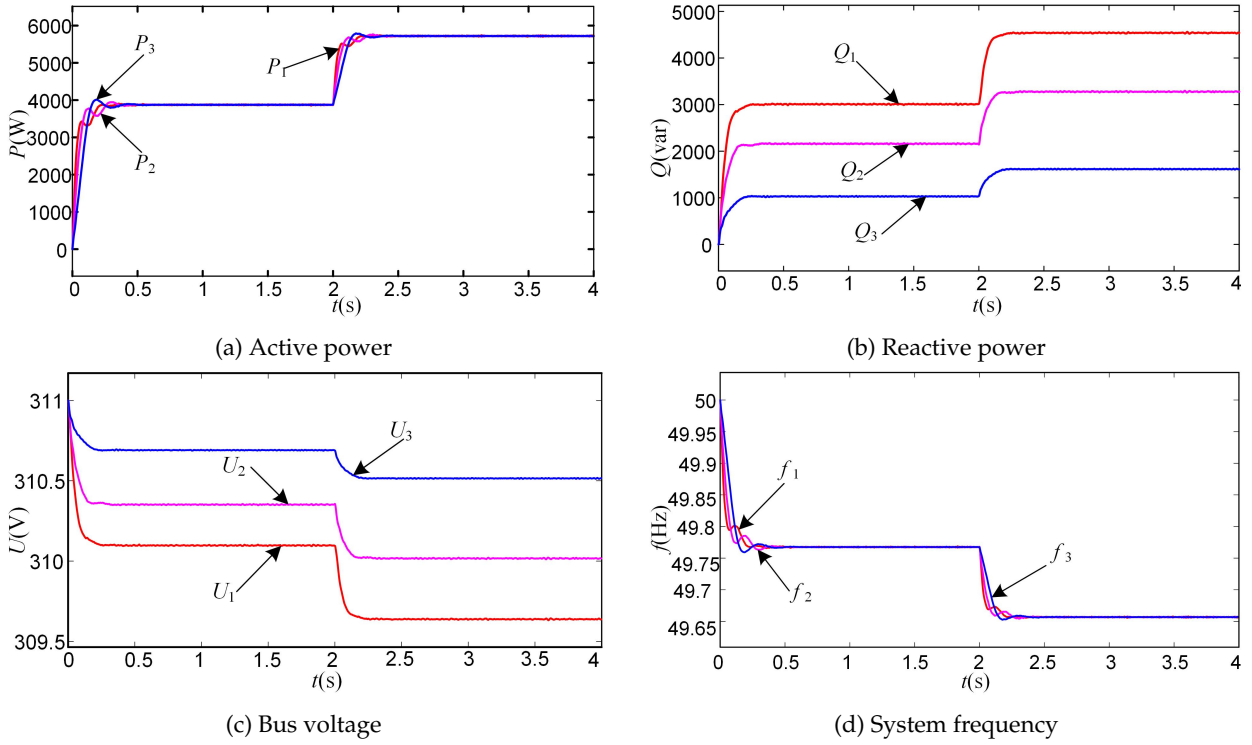 6000
5000
4000
3000
2000
1000
0
P(W)
P3
P2
P1
0 0.5 1 1.5 2 2.5 3 3.5 4
t(s)
(a) Active power
5000
4000
3000
2000
1000
0
Q(var)
Q1
Q2
Q3
0 0.5 1 1.5 2 2.5 3 3.5 4
t(s)
(b) Reactive power
311
310.5
310
309.5
U(V)
U3
U2
U1
0 0.5 1 1.5 2 2.5 3 3.5 4
t(s)
(c) Bus voltage
50
49.95
49.9
49.85
49.8
49.75
49.7
49.65
f(Hz)
f1
f2
f3
0 0.5 1 1.5 2 2.5 3 3.5 4
t(s)
(d) System frequency